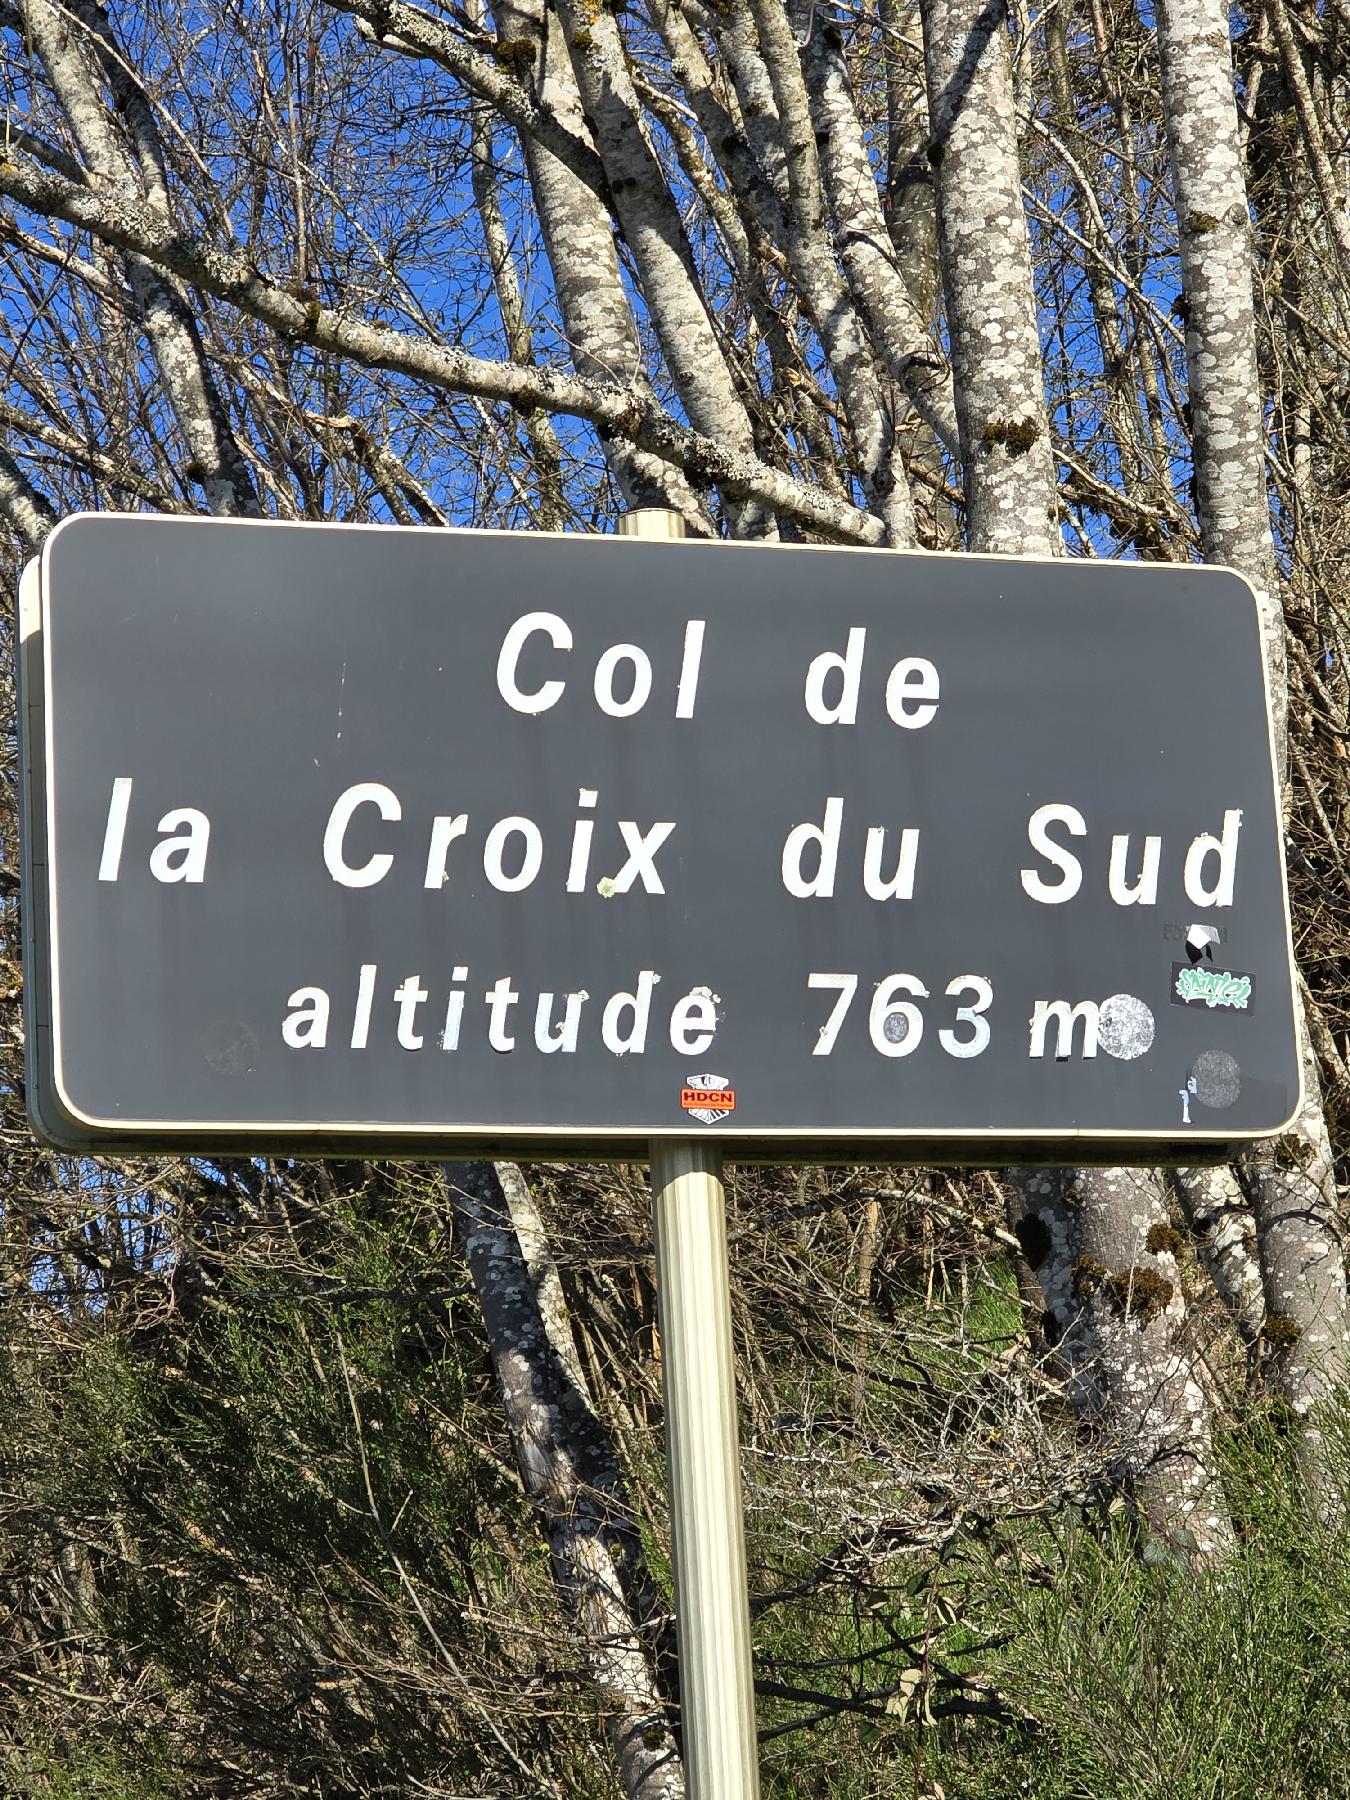 Col de
la Croix du Sud
altitude 763 m
HDCN